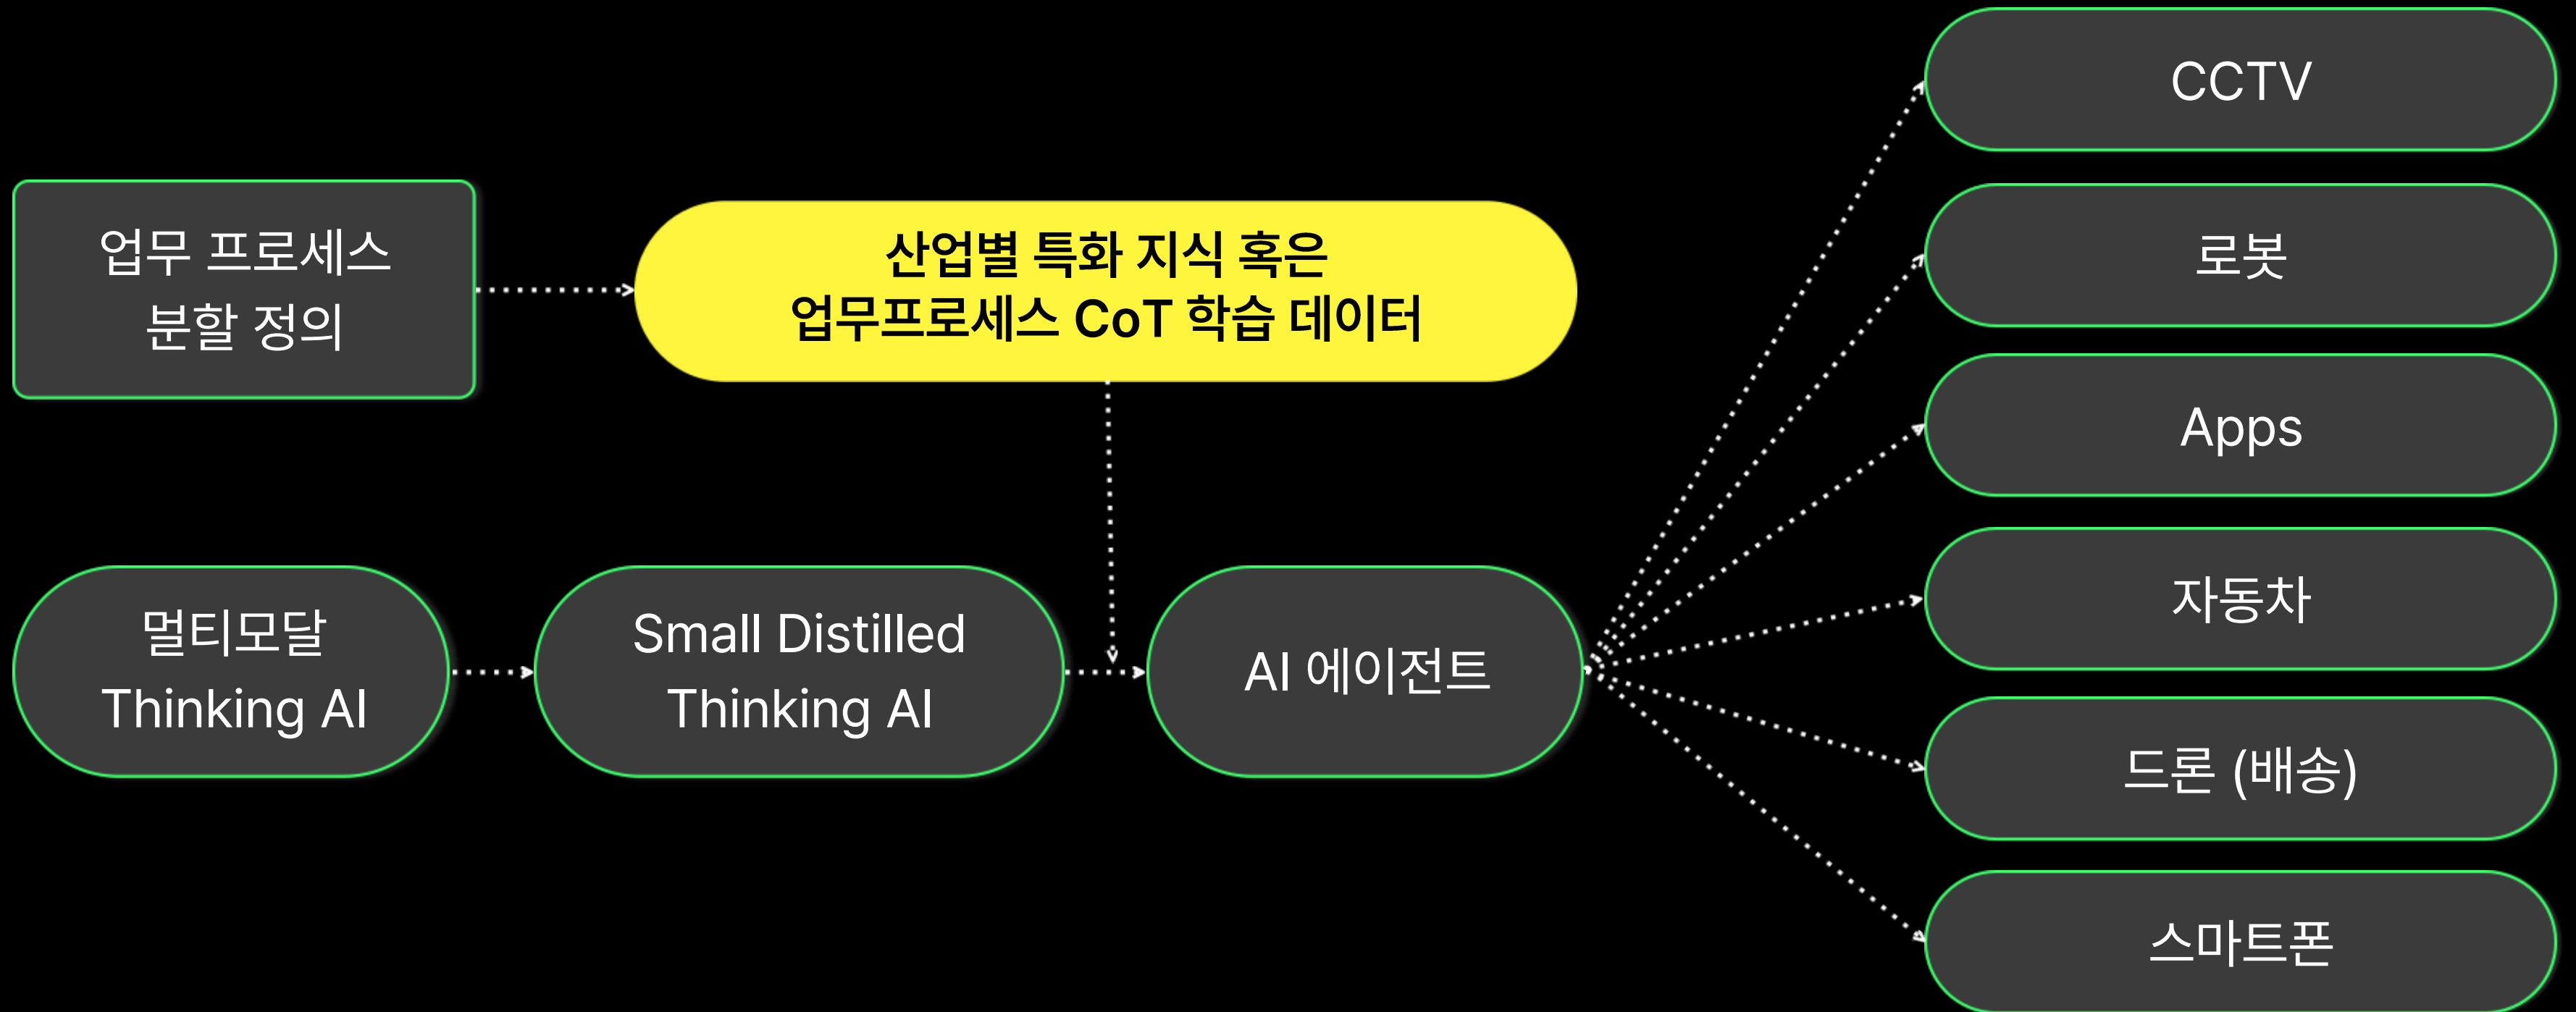 업무 프로세스
분할 정의
산업별 특화 지식 혹은
업무프로세스 CoT 학습 데이터
멀티모달
Thinking AI
Small Distilled
Thinking AI
AI 에이전트
CCTV
로봇
Apps
자동차
드론 (배송)
스마트폰